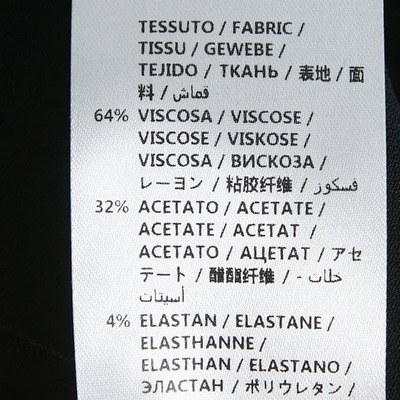 TESSUTO / FABRIC /
TISSU / GEWEBE /
TEJIDO / ТКАНЬ / 表地 / 面
料 / قماش
64% VISCOSA / VISCOSE /
VISCOSE / VISKOSE /
VISCOSA / ВИСКОЗА /
レーヨン / 粘胶纤维 / فسكوز
32% ACETATO / ACETATE /
ACETATE / ACETAT /
ACETATO / АЦЕТАТ / アセ
テート / 醋酯纤维 / - خلات
أسيتات
4% ELASTAN / ELASTANE /
ELASTHANNE /
ELASTHAN / ELASTANO /
ЭЛАСТАН / ポリウレタン /